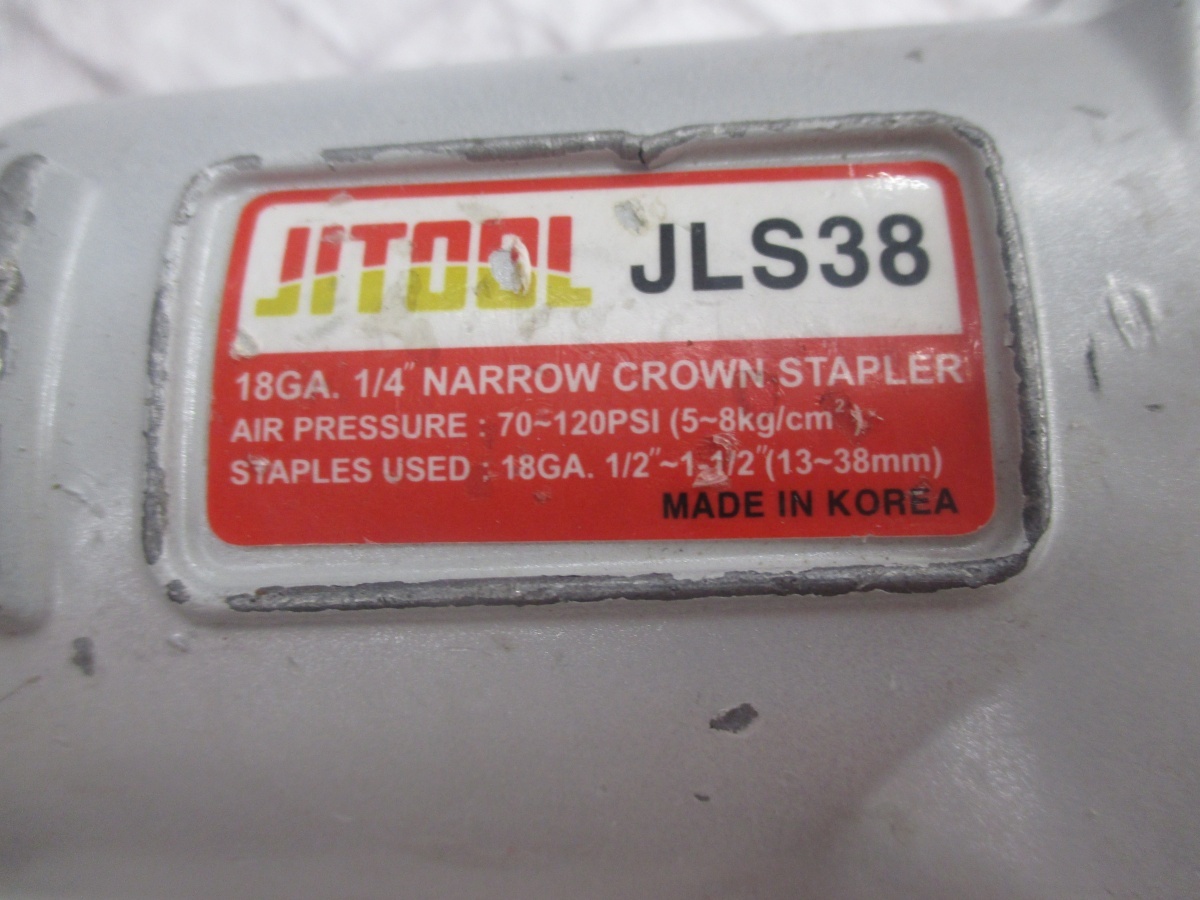 JITOOL JLS38
18GA. 1/4" NARROW CROWN STAPLER
AIR PRESSURE : 70~120PSI (5~8kg/cm²)
STAPLES USED : 18GA. 1/2"~1-1/2"(13~38mm)
MADE IN KOREA